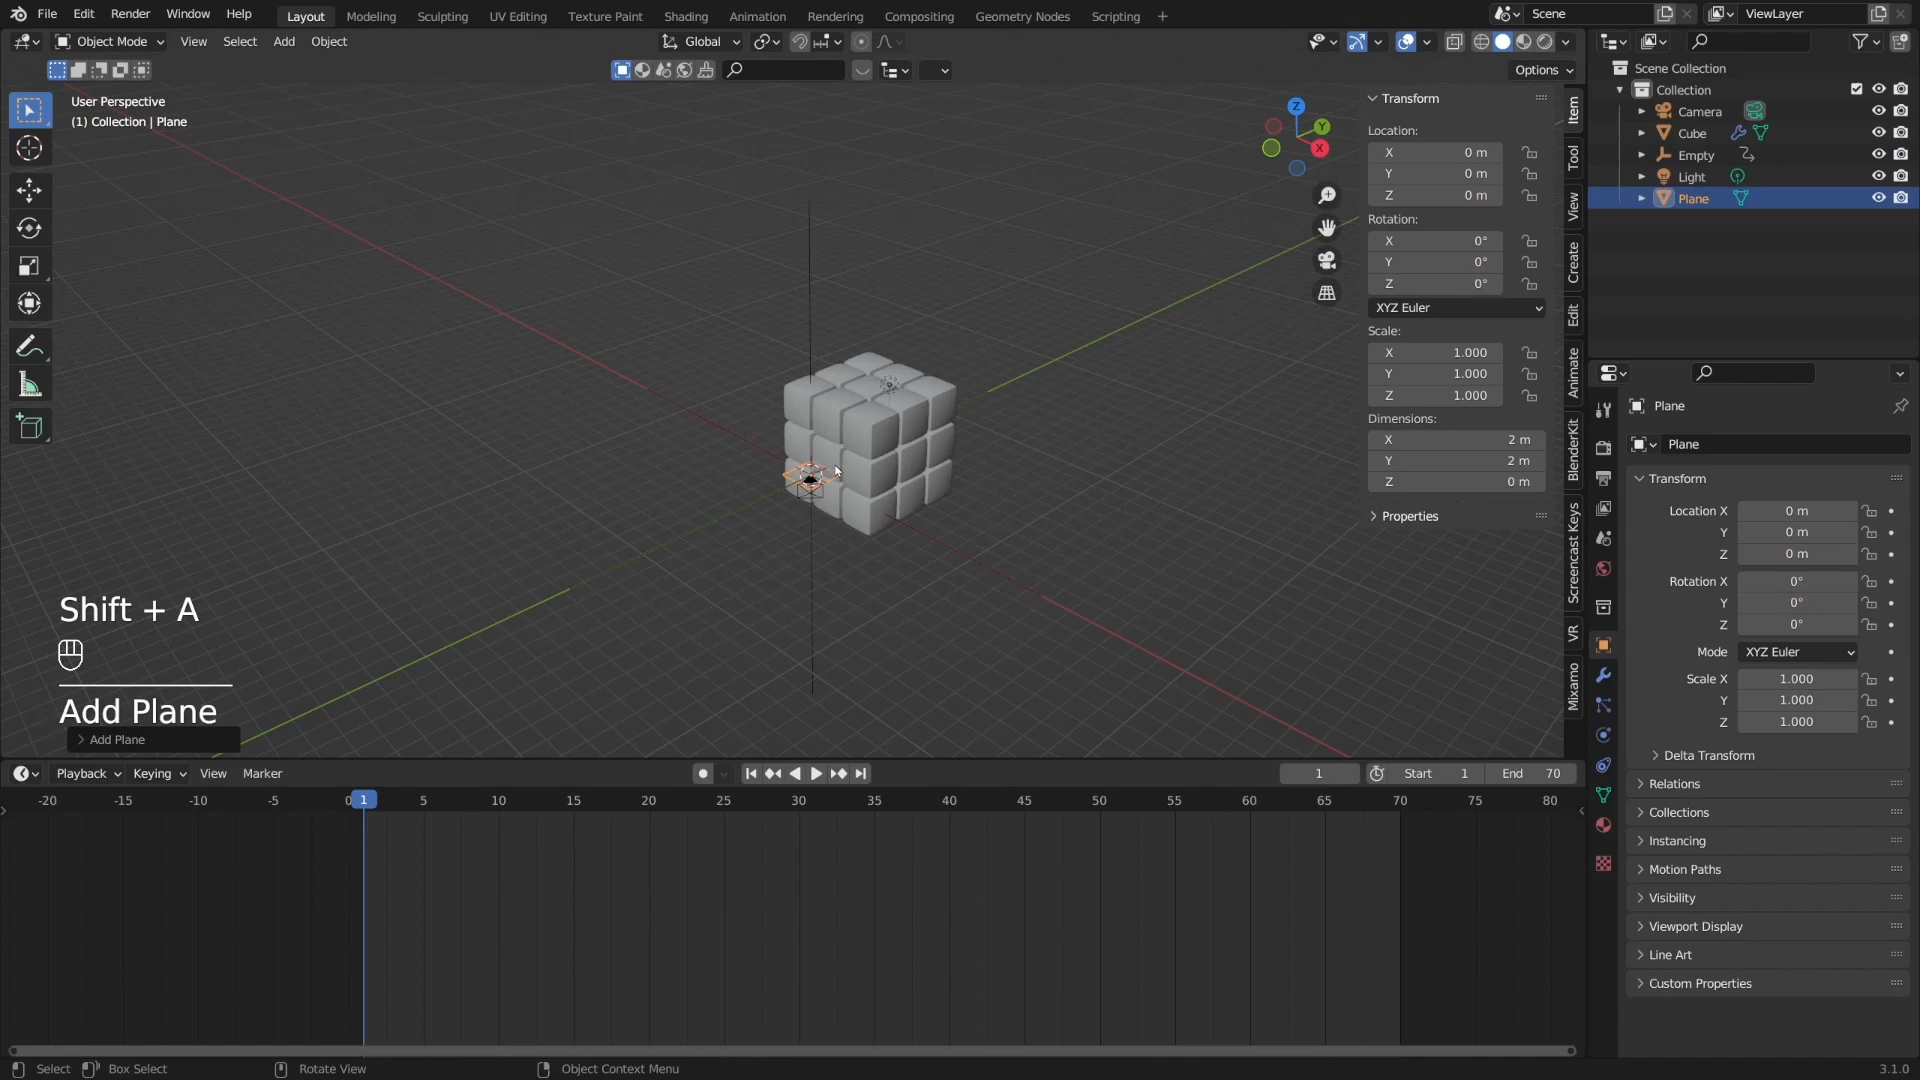 File Edit Render Window Help Layout Modeling Sculpting UV Editing Texture Paint Shading Animation Rendering Compositing Geometry Nodes Scripting + Scene ViewLayer
Object Mode View Select Add Object Global
Options
User Perspective
(1) Collection | Plane
Z
Y
X
Transform
Location:
X 0 m
Y 0 m
Z 0 m
Rotation:
X 0°
Y 0°
Z 0°
XYZ Euler
Scale:
X 1.000
Y 1.000
Z 1.000
Dimensions:
X 2 m
Y 2 m
Z 0 m
Properties
Item
Tool
View
Create
Edit
Animate
BlenderKit
Screencast Keys
VR
Mixamo
Scene Collection
Collection
Camera
Cube
Empty
Light
Plane
Plane
Plane
Transform
Location X 0 m
Y 0 m
Z 0 m
Rotation X 0°
Y 0°
Z 0°
Mode XYZ Euler
Scale X 1.000
Y 1.000
Z 1.000
Delta Transform
Relations
Collections
Instancing
Motion Paths
Visibility
Viewport Display
Line Art
Custom Properties
Shift + A
Add Plane
Add Plane
Playback Keying View Marker 1 Start 1 End 70
-20 -15 -10 -5 0 1 5 10 15 20 25 30 35 40 45 50 55 60 65 70 75 80
Select Box Select Rotate View Object Context Menu 3.1.0